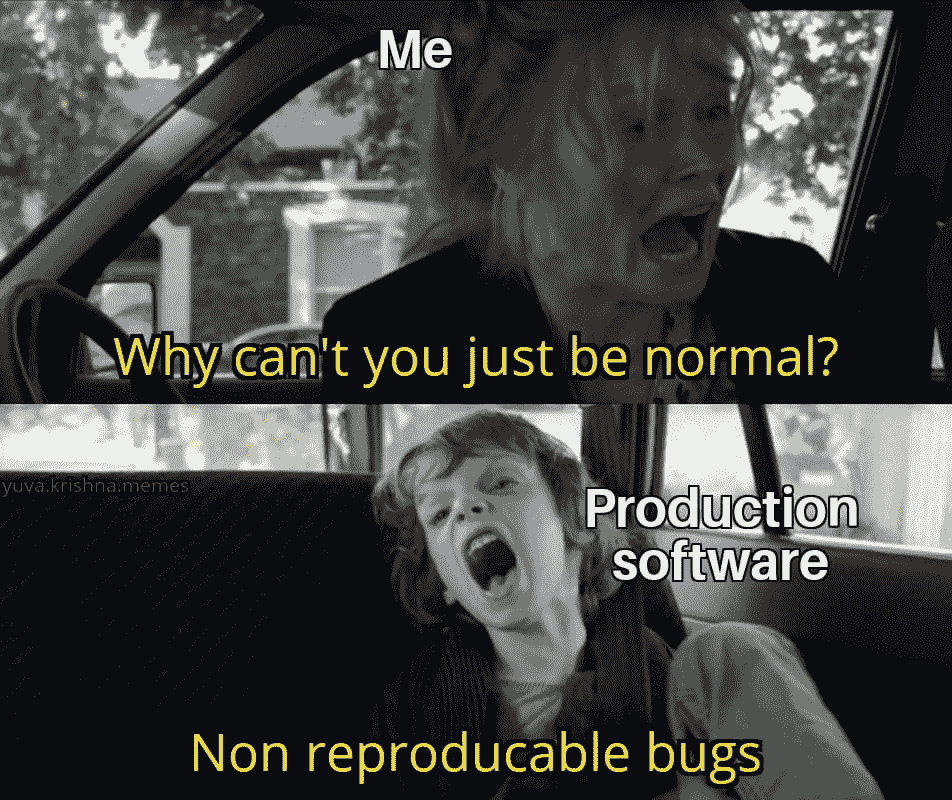 Me
Why can't you just be normal?
yuva.krishna.memes
Production
software
Non reproducable bugs